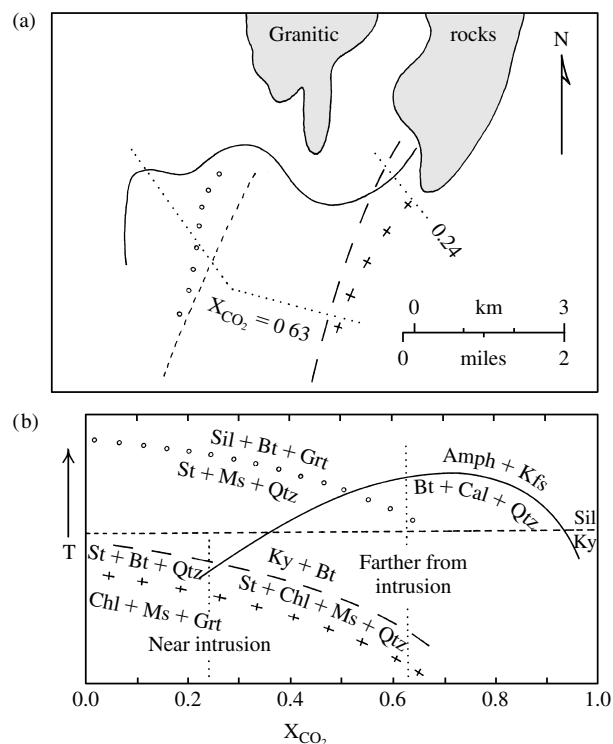 (a)
Granitic
rocks
N
0.24
X_CO₂ = 0 63
0 km 3
0 miles 2
(b)
Sil + Bt + Grt
St + Ms + Qtz
Amph + Kfs
Bt + Cal + Qtz
Sil
Ky
T
St + Bt + Qtz
Ky + Bt
Farther from
intrusion
St + Chl + Ms + Qtz
Chl + Ms + Grt
Near intrusion
0.0 0.2 0.4 0.6 0.8 1.0
X_CO₂